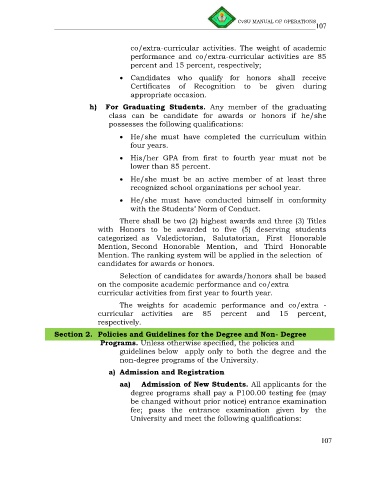 CvSU MANUAL OF OPERATIONS
107
co/extra-curricular activities. The weight of academic
performance and co/extra-curricular activities are 85
percent and 15 percent, respectively;
• Candidates who qualify for honors shall receive
Certificates of Recognition to be given during
appropriate occasion.
h) For Graduating Students. Any member of the graduating
class can be candidate for awards or honors if he/she
possesses the following qualifications:
• He/she must have completed the curriculum within
four years.
• His/her GPA from first to fourth year must not be
lower than 85 percent.
• He/she must be an active member of at least three
recognized school organizations per school year.
• He/she must have conducted himself in conformity
with the Students' Norm of Conduct.
There shall be two (2) highest awards and three (3) Titles
with Honors to be awarded to five (5) deserving students
categorized as Valedictorian, Salutatorian, First Honorable
Mention, Second Honorable Mention, and Third Honorable
Mention. The ranking system will be applied in the selection of
candidates for awards or honors.
Selection of candidates for awards/honors shall be based
on the composite academic performance and co/extra
curricular activities from first year to fourth year.
The weights for academic performance and co/extra -
curricular activities are 85 percent and 15 percent,
respectively.
Section 2. Policies and Guidelines for the Degree and Non- Degree
Programs. Unless otherwise specified, the policies and
guidelines below apply only to both the degree and the
non-degree programs of the University.
a) Admission and Registration
aa) Admission of New Students. All applicants for the
degree programs shall pay a P100.00 testing fee (may
be changed without prior notice) entrance examination
fee; pass the entrance examination given by the
University and meet the following qualifications:
107